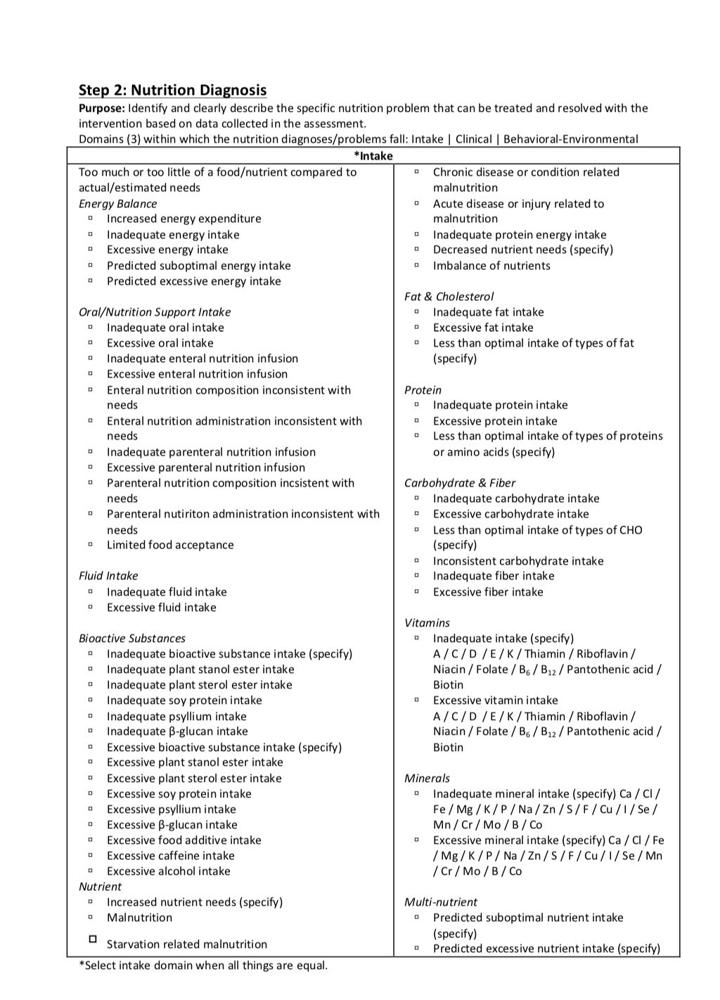 Step 2: Nutrition Diagnosis
Purpose: Identify and clearly describe the specific nutrition problem that can be treated and resolved with the
intervention based on data collected in the assessment.
Domains (3) within which the nutrition diagnoses/problems fall: Intake | Clinical | Behavioral-Environmental
*Intake
Too much or too little of a food/nutrient compared to
actual/estimated needs
Energy Balance
Increased energy expenditure
Inadequate energy intake
Excessive energy intake
Predicted suboptimal energy intake
Predicted excessive energy intake
Oral/Nutrition Support Intake
Inadequate oral intake
Excessive oral intake
Inadequate enteral nutrition infusion
Excessive enteral nutrition infusion
Enteral nutrition composition inconsistent with
needs
Enteral nutrition administration inconsistent with
needs
Inadequate parenteral nutrition infusion
Excessive parenteral nutrition infusion
Parenteral nutrition composition incsistent with
needs
Parenteral nutiriton administration inconsistent with
needs
Limited food acceptance
Fluid Intake
Inadequate fluid intake
Excessive fluid intake
Bioactive Substances
Inadequate bioactive substance intake (specify)
Inadequate plant stanol ester intake
Inadequate plant sterol ester intake
Inadequate soy protein intake
Inadequate psyllium intake
Inadequate β-glucan intake
Excessive bioactive substance intake (specify)
Excessive plant stanol ester intake
Excessive plant sterol ester intake
Excessive soy protein intake
Excessive psyllium intake
Excessive β-glucan intake
Excessive food additive intake
Excessive caffeine intake
Excessive alcohol intake
Nutrient
Increased nutrient needs (specify)
Malnutrition
Starvation related malnutrition
Chronic disease or condition related
malnutrition
Acute disease or injury related to
malnutrition
Inadequate protein energy intake
Decreased nutrient needs (specify)
Imbalance of nutrients
Fat & Cholesterol
Inadequate fat intake
Excessive fat intake
Less than optimal intake of types of fat
(specify)
Protein
Inadequate protein intake
Excessive protein intake
Less than optimal intake of types of proteins
or amino acids (specify)
Carbohydrate & Fiber
Inadequate carbohydrate intake
Excessive carbohydrate intake
Less than optimal intake of types of CHO
(specify)
Inconsistent carbohydrate intake
Inadequate fiber intake
Excessive fiber intake
Vitamins
Inadequate intake (specify)
A / C / D / E / K / Thiamin / Riboflavin /
Niacin / Folate / B6 / B12 / Pantothenic acid /
Biotin
Excessive vitamin intake
A / C / D / E / K / Thiamin / Riboflavin /
Niacin / Folate / B6 / B12 / Pantothenic acid /
Biotin
Minerals
Inadequate mineral intake (specify) Ca / Cl /
Fe / Mg / K / P / Na / Zn / S / F / Cu / I / Se /
Mn / Cr / Mo / B / Co
Excessive mineral intake (specify) Ca / Cl / Fe
/ Mg / K / P / Na / Zn / S / F / Cu / I / Se / Mn
/ Cr / Mo / B / Co
Multi-nutrient
Predicted suboptimal nutrient intake
(specify)
Predicted excessive nutrient intake (specify)
*Select intake domain when all things are equal.